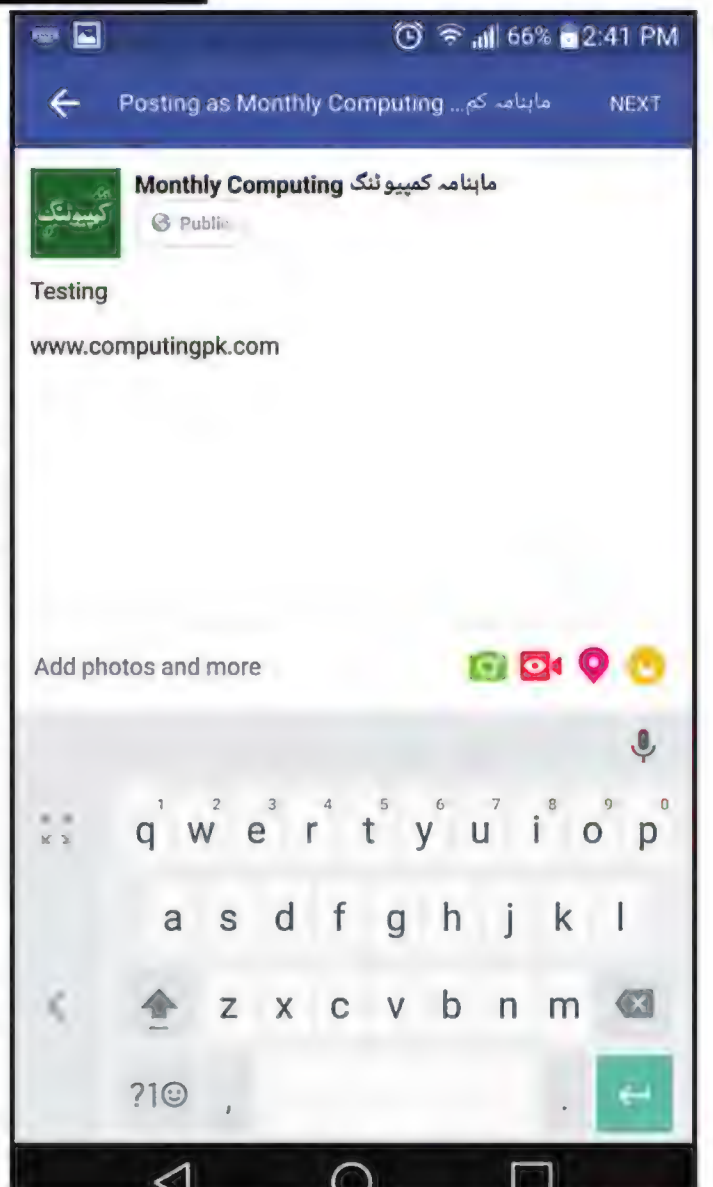 66% 2:41 PM
Posting as Monthly Computing ماہنامہ کم... NEXT
Monthly Computing ماہنامہ کمپیوٹنگ
کمپیوٹنگ
Public
Testing
www.computingpk.com
Add photos and more
1 2 3 4 5 6 7 8 9 0
q w e r t y u i o p
a s d f g h j k l
z x c v b n m
?1☺ , .